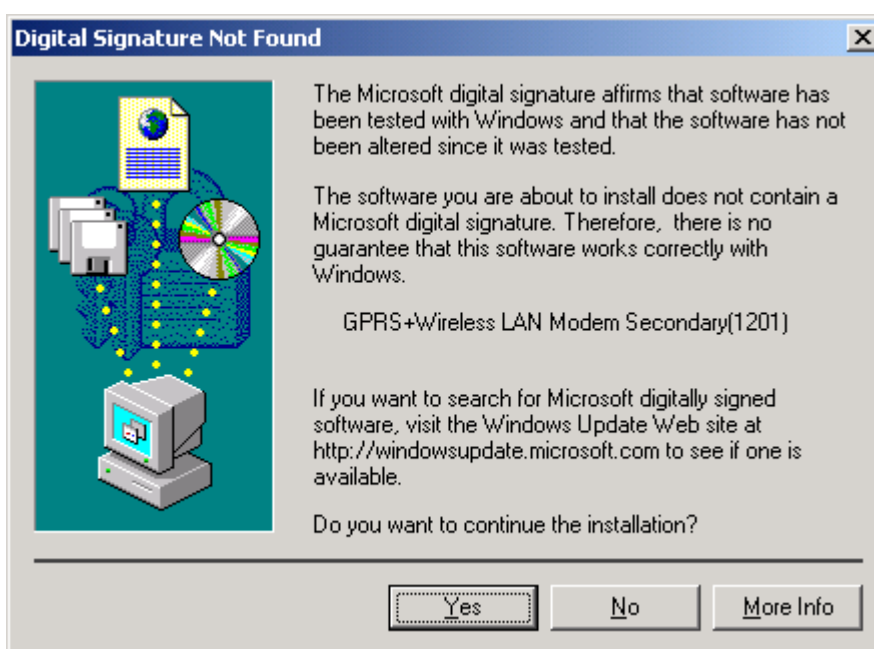 Digital Signature Not Found
The Microsoft digital signature affirms that software has
been tested with Windows and that the software has not
been altered since it was tested.
The software you are about to install does not contain a
Microsoft digital signature. Therefore,  there is no
guarantee that this software works correctly with
Windows.
GPRS+Wireless LAN Modem Secondary(1201)
If you want to search for Microsoft digitally signed
software, visit the Windows Update Web site at
http://windowsupdate.microsoft.com to see if one is
available.
Do you want to continue the installation?
Yes No More Info